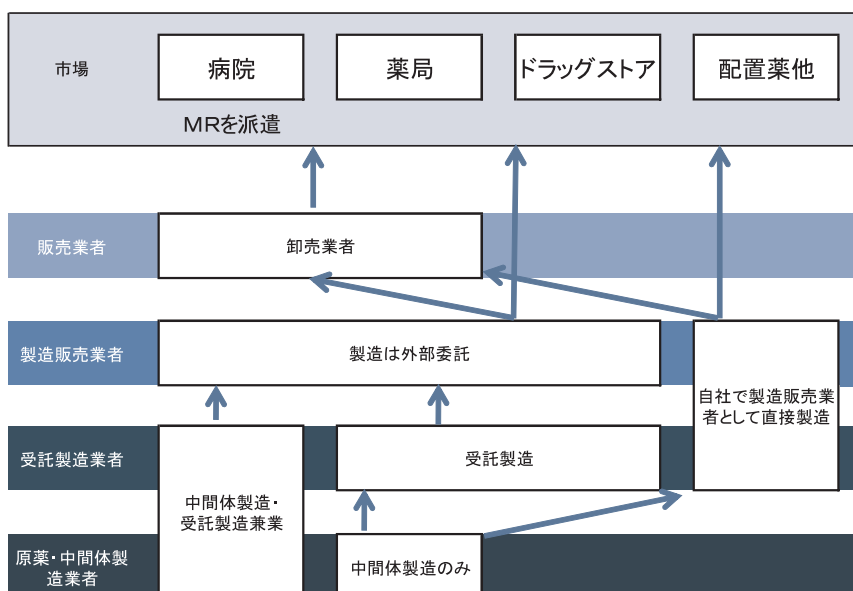 市場
病院
薬局
ドラッグストア
配置薬他
MRを派遣
販売業者
卸売業者
製造販売業者
製造は外部委託
自社で製造販売業
者として直接製造
受託製造業者
中間体製造・
受託製造兼業
受託製造
原薬・中間体製
造業者
中間体製造のみ